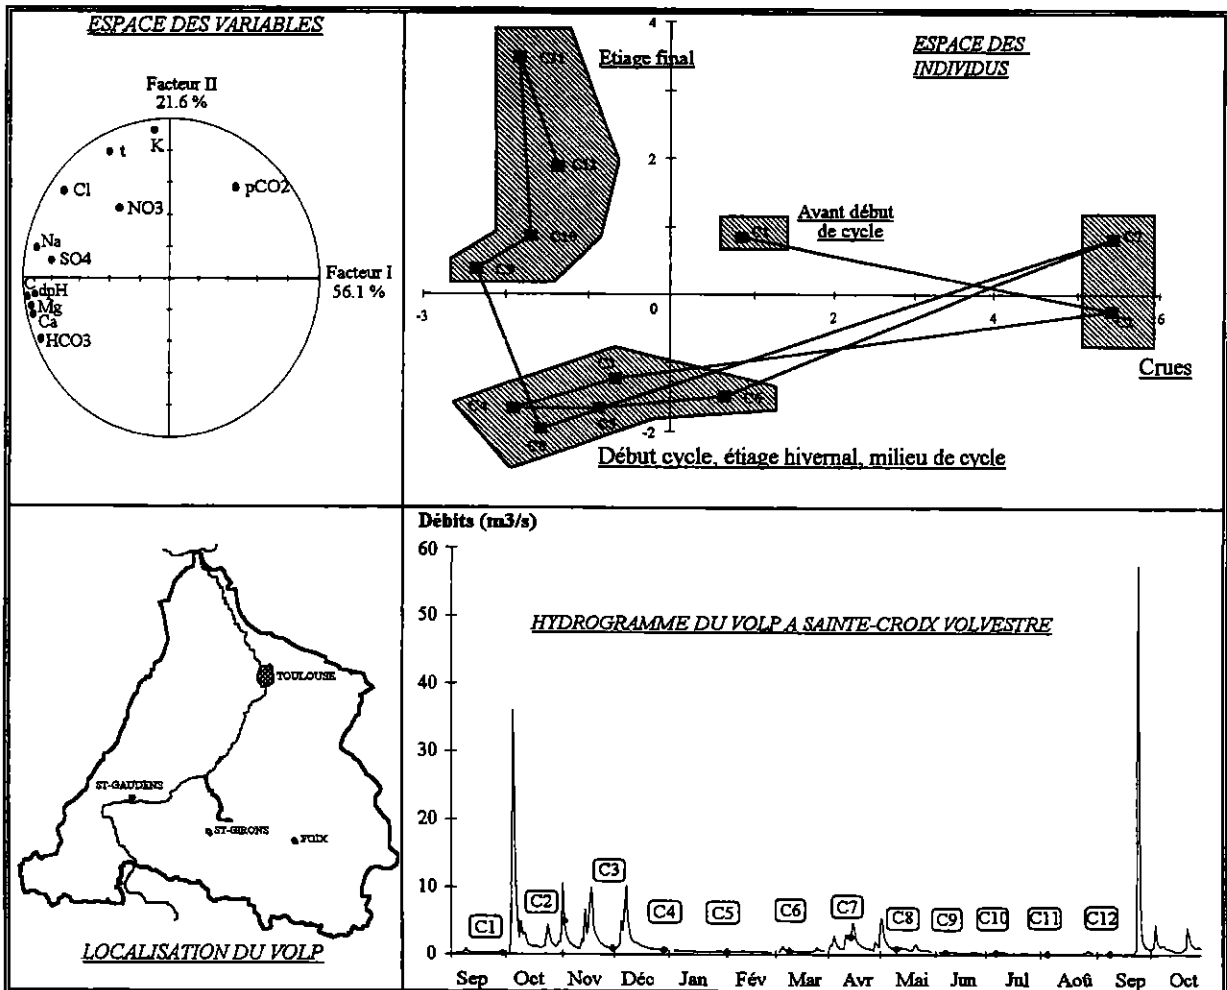 ESPACE DES VARIABLES
Facteur II
21.6 %
K
t
pCO2
Cl
NO3
Na
SO4
Facteur I
56.1 %
C
dpH
Mg
Ca
HCO3
ESPACE DES
INDIVIDUS
4
Etiage final
C11
2
C12
Avant début
de cycle
C1
C7
C10
C9
-3
0
2
4
6
C2
C3
Crues
C4
C6
C5
C8
-2
Début cycle, étiage hivernal, milieu de cycle
TOULOUSE
ST-GAUDENS
ST-GIRONS
FOIX
LOCALISATION DU VOLP
Débits (m3/s)
60
50
HYDROGRAMME DU VOLP A SAINTE-CROIX VOLVESTRE
40
30
20
10
0
C1
C2
C3
C4
C5
C6
C7
C8
C9
C10
C11
C12
Sep Oct Nov Déc Jan Fév Mar Avr Mai Jun Jul Aoû Sep Oct